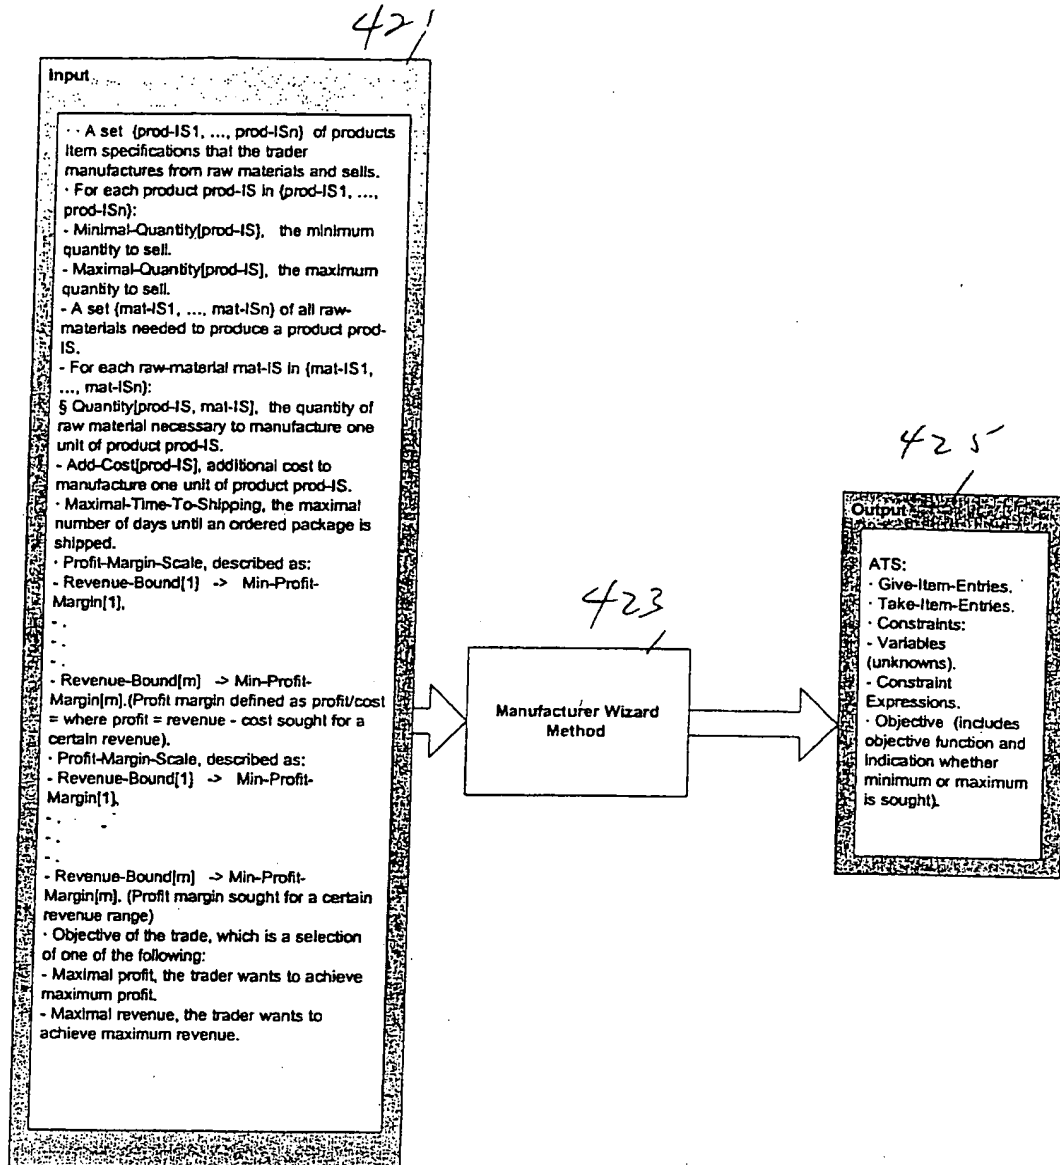 421
Input
· · A set {prod-IS1, ..., prod-ISn} of products
item specifications that the trader
manufactures from raw materials and sells.
· For each product prod-IS in {prod-IS1, ...,
prod-ISn}:
- Minimal-Quantity[prod-IS}, the minimum
quantity to sell.
- Maximal-Quantity[prod-IS], the maximum
quantity to sell.
- A set {mat-IS1, ..., mat-ISn} of all raw-
materials needed to produce a product prod-
IS.
- For each raw-material mat-IS in {mat-IS1,
..., mat-ISn}:
§ Quantity[prod-IS, mat-IS], the quantity of
raw material necessary to manufacture one
unit of product prod-IS.
- Add-Cost[prod-IS], additional cost to
manufacture one unit of product prod-IS.
· Maximal-Time-To-Shipping, the maximal
number of days until an ordered package is
shipped.
· Profit-Margin-Scale, described as:
- Revenue-Bound[1] -> Min-Profit-
Margin[1],
- .
- .
- .
- Revenue-Bound[m] -> Min-Profit-
Margin[m].(Profit margin defined as profit/cost
= where profit = revenue - cost sought for a
certain revenue).
· Profit-Margin-Scale, described as:
- Revenue-Bound[1] -> Min-Profit-
Margin[1],
- .
- .
- .
- Revenue-Bound[m] -> Min-Profit-
Margin[m]. (Profit margin sought for a certain
revenue range)
· Objective of the trade, which is a selection
of one of the following:
- Maximal profit, the trader wants to achieve
maximum profit.
- Maximal revenue, the trader wants to
achieve maximum revenue.
423
Manufacturer Wizard
Method
425
Output
ATS:
· Give-Item-Entries.
· Take-Item-Entries.
· Constraints:
- Variables
(unknowns).
- Constraint
Expressions.
· Objective (includes
objective function and
indication whether
minimum or maximum
is sought).